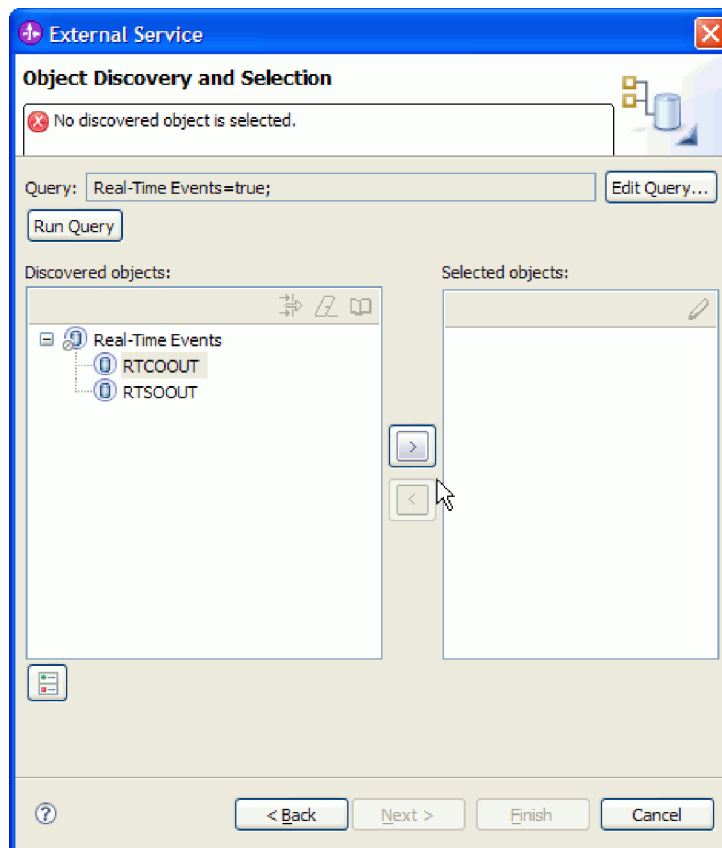 External Service
Object Discovery and Selection
No discovered object is selected.
Query: Real-Time Events=true; Edit Query...
Run Query
Discovered objects: Selected objects:
Real-Time Events
RTCOOUT
RTSOOUT
>
<
? < Back Next > Finish Cancel